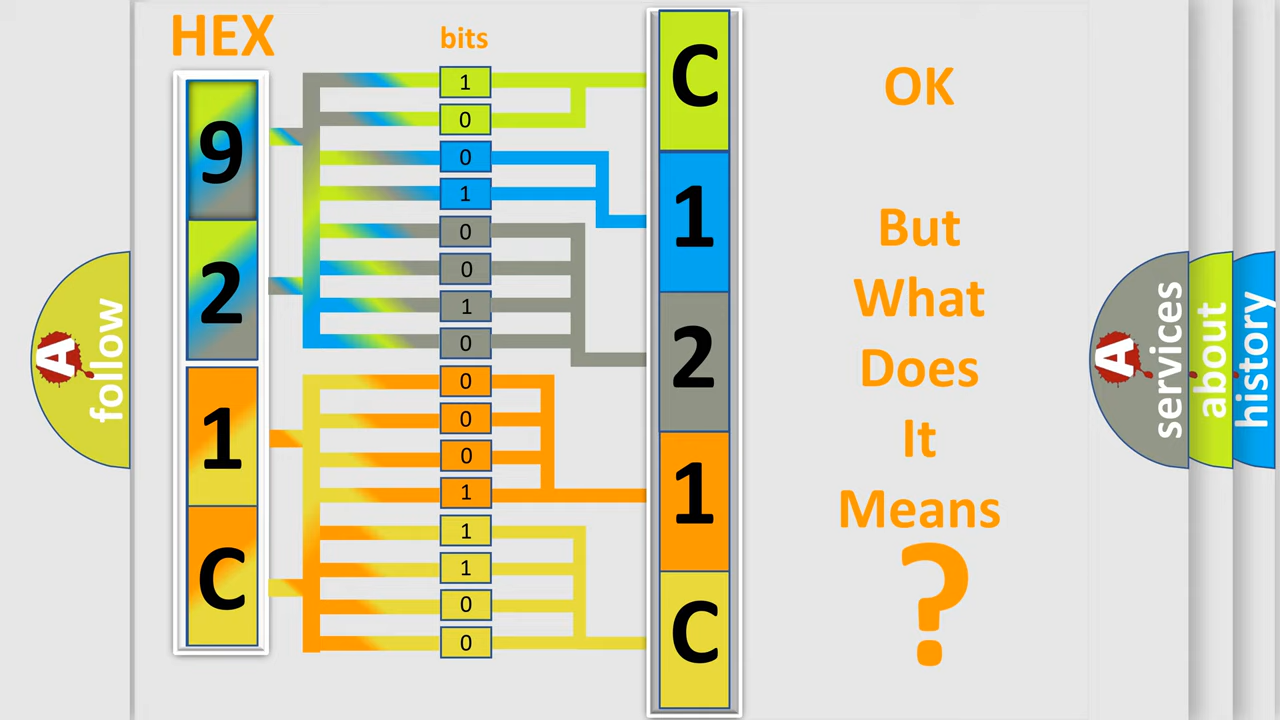 HEX
bits
9
2
1
C
1
0
0
1
0
0
1
0
0
0
0
1
1
1
0
0
C
1
2
1
C
OK
But
What
Does
It
Means
?
A
follow
A
services
about
history